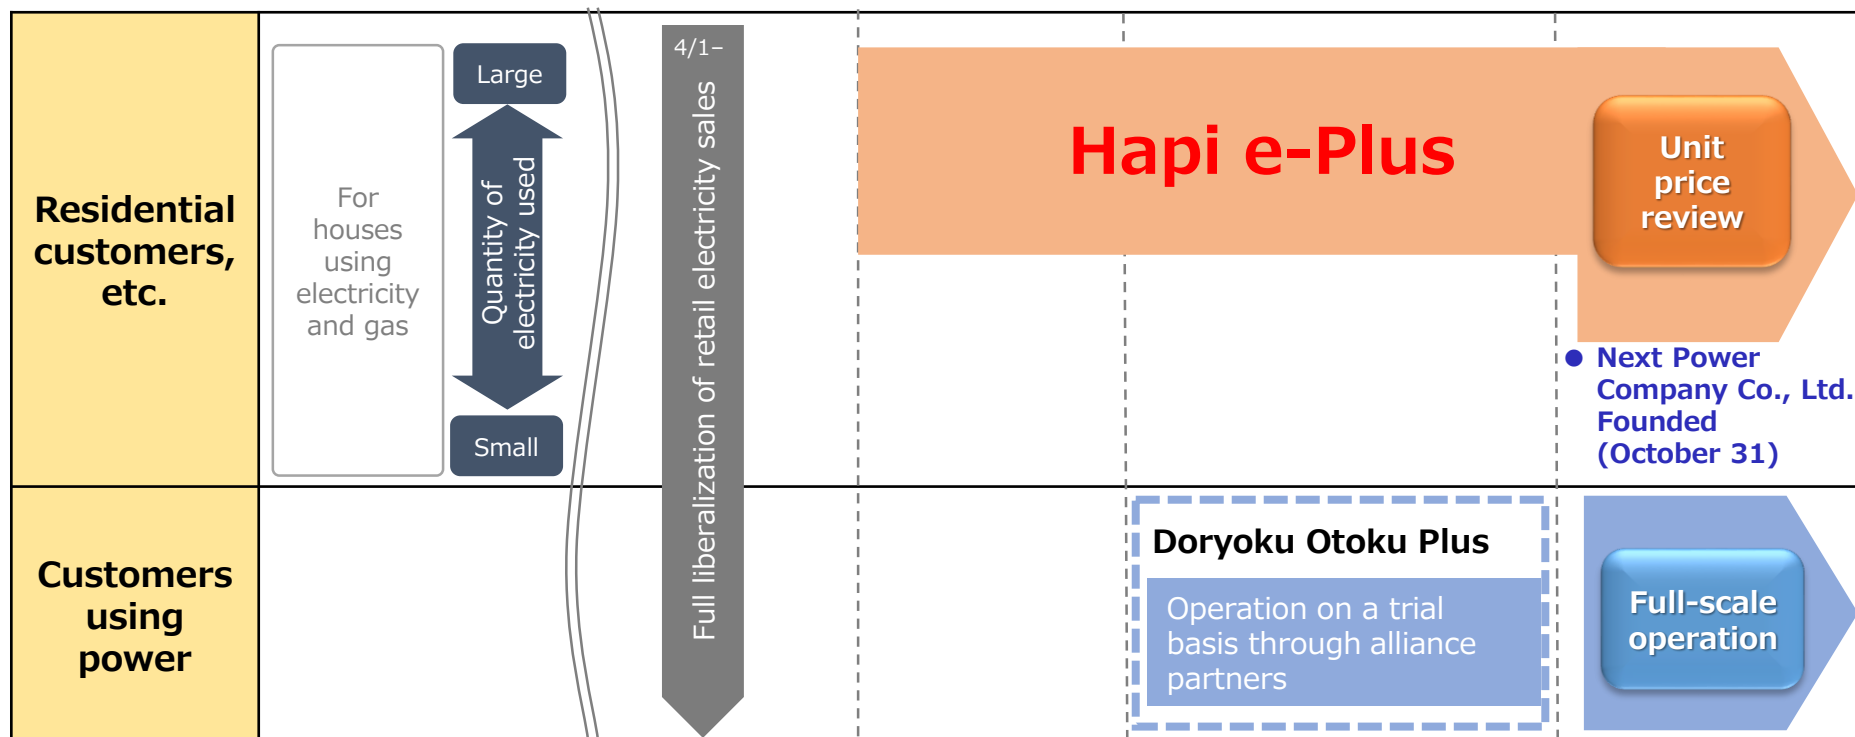 Residential
customers,
etc.
For
houses
using
electricity
and gas
Large
Quantity of
electricity used
Small
4/1–
Full liberalization of retail electricity sales
Hapi e-Plus
Unit
price
review
● Next Power
Company Co., Ltd.
Founded
(October 31)
Customers
using
power
Doryoku Otoku Plus
Operation on a trial
basis through alliance
partners
Full-scale
operation